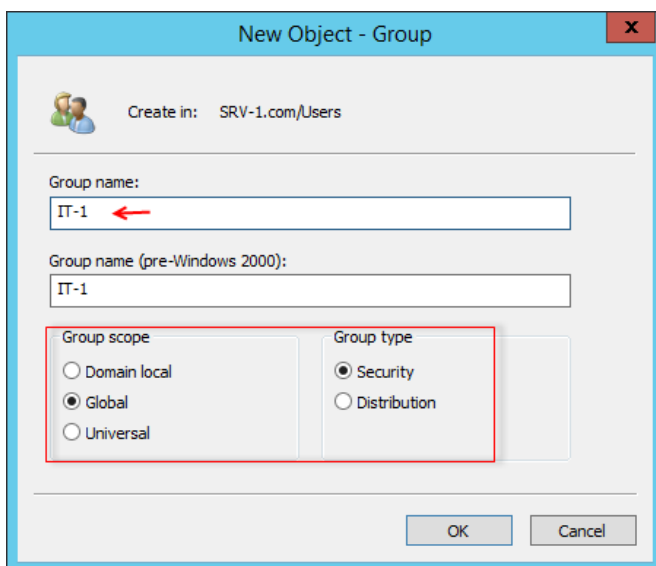 New Object - Group
x
Create in: SRV-1.com/Users
Group name:
IT-1
Group name (pre-Windows 2000):
IT-1
Group scope Group type
Domain local Security
Global Distribution
Universal
OK Cancel